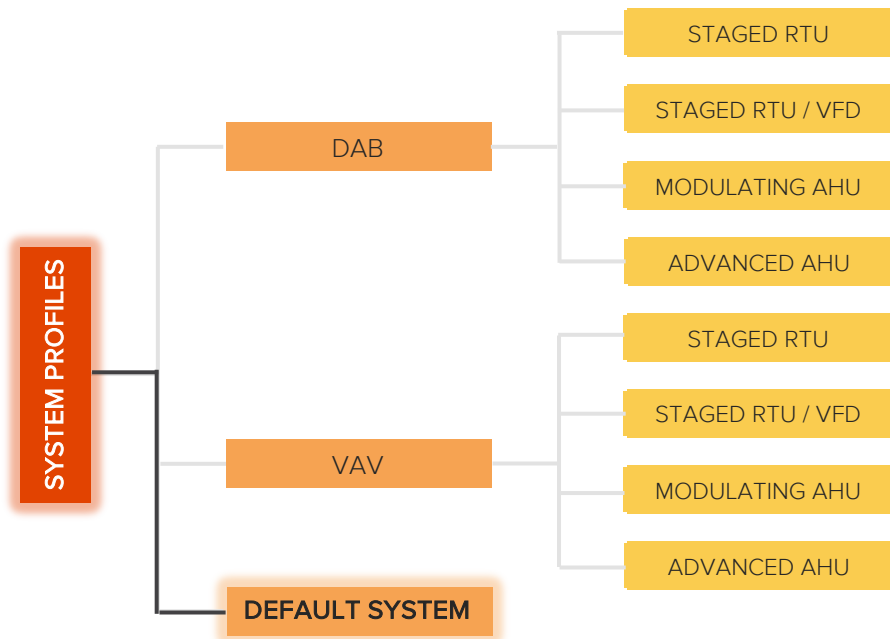 SYSTEM PROFILES
DAB
STAGED RTU
STAGED RTU / VFD
MODULATING AHU
ADVANCED AHU
VAV
STAGED RTU
STAGED RTU / VFD
MODULATING AHU
ADVANCED AHU
DEFAULT SYSTEM